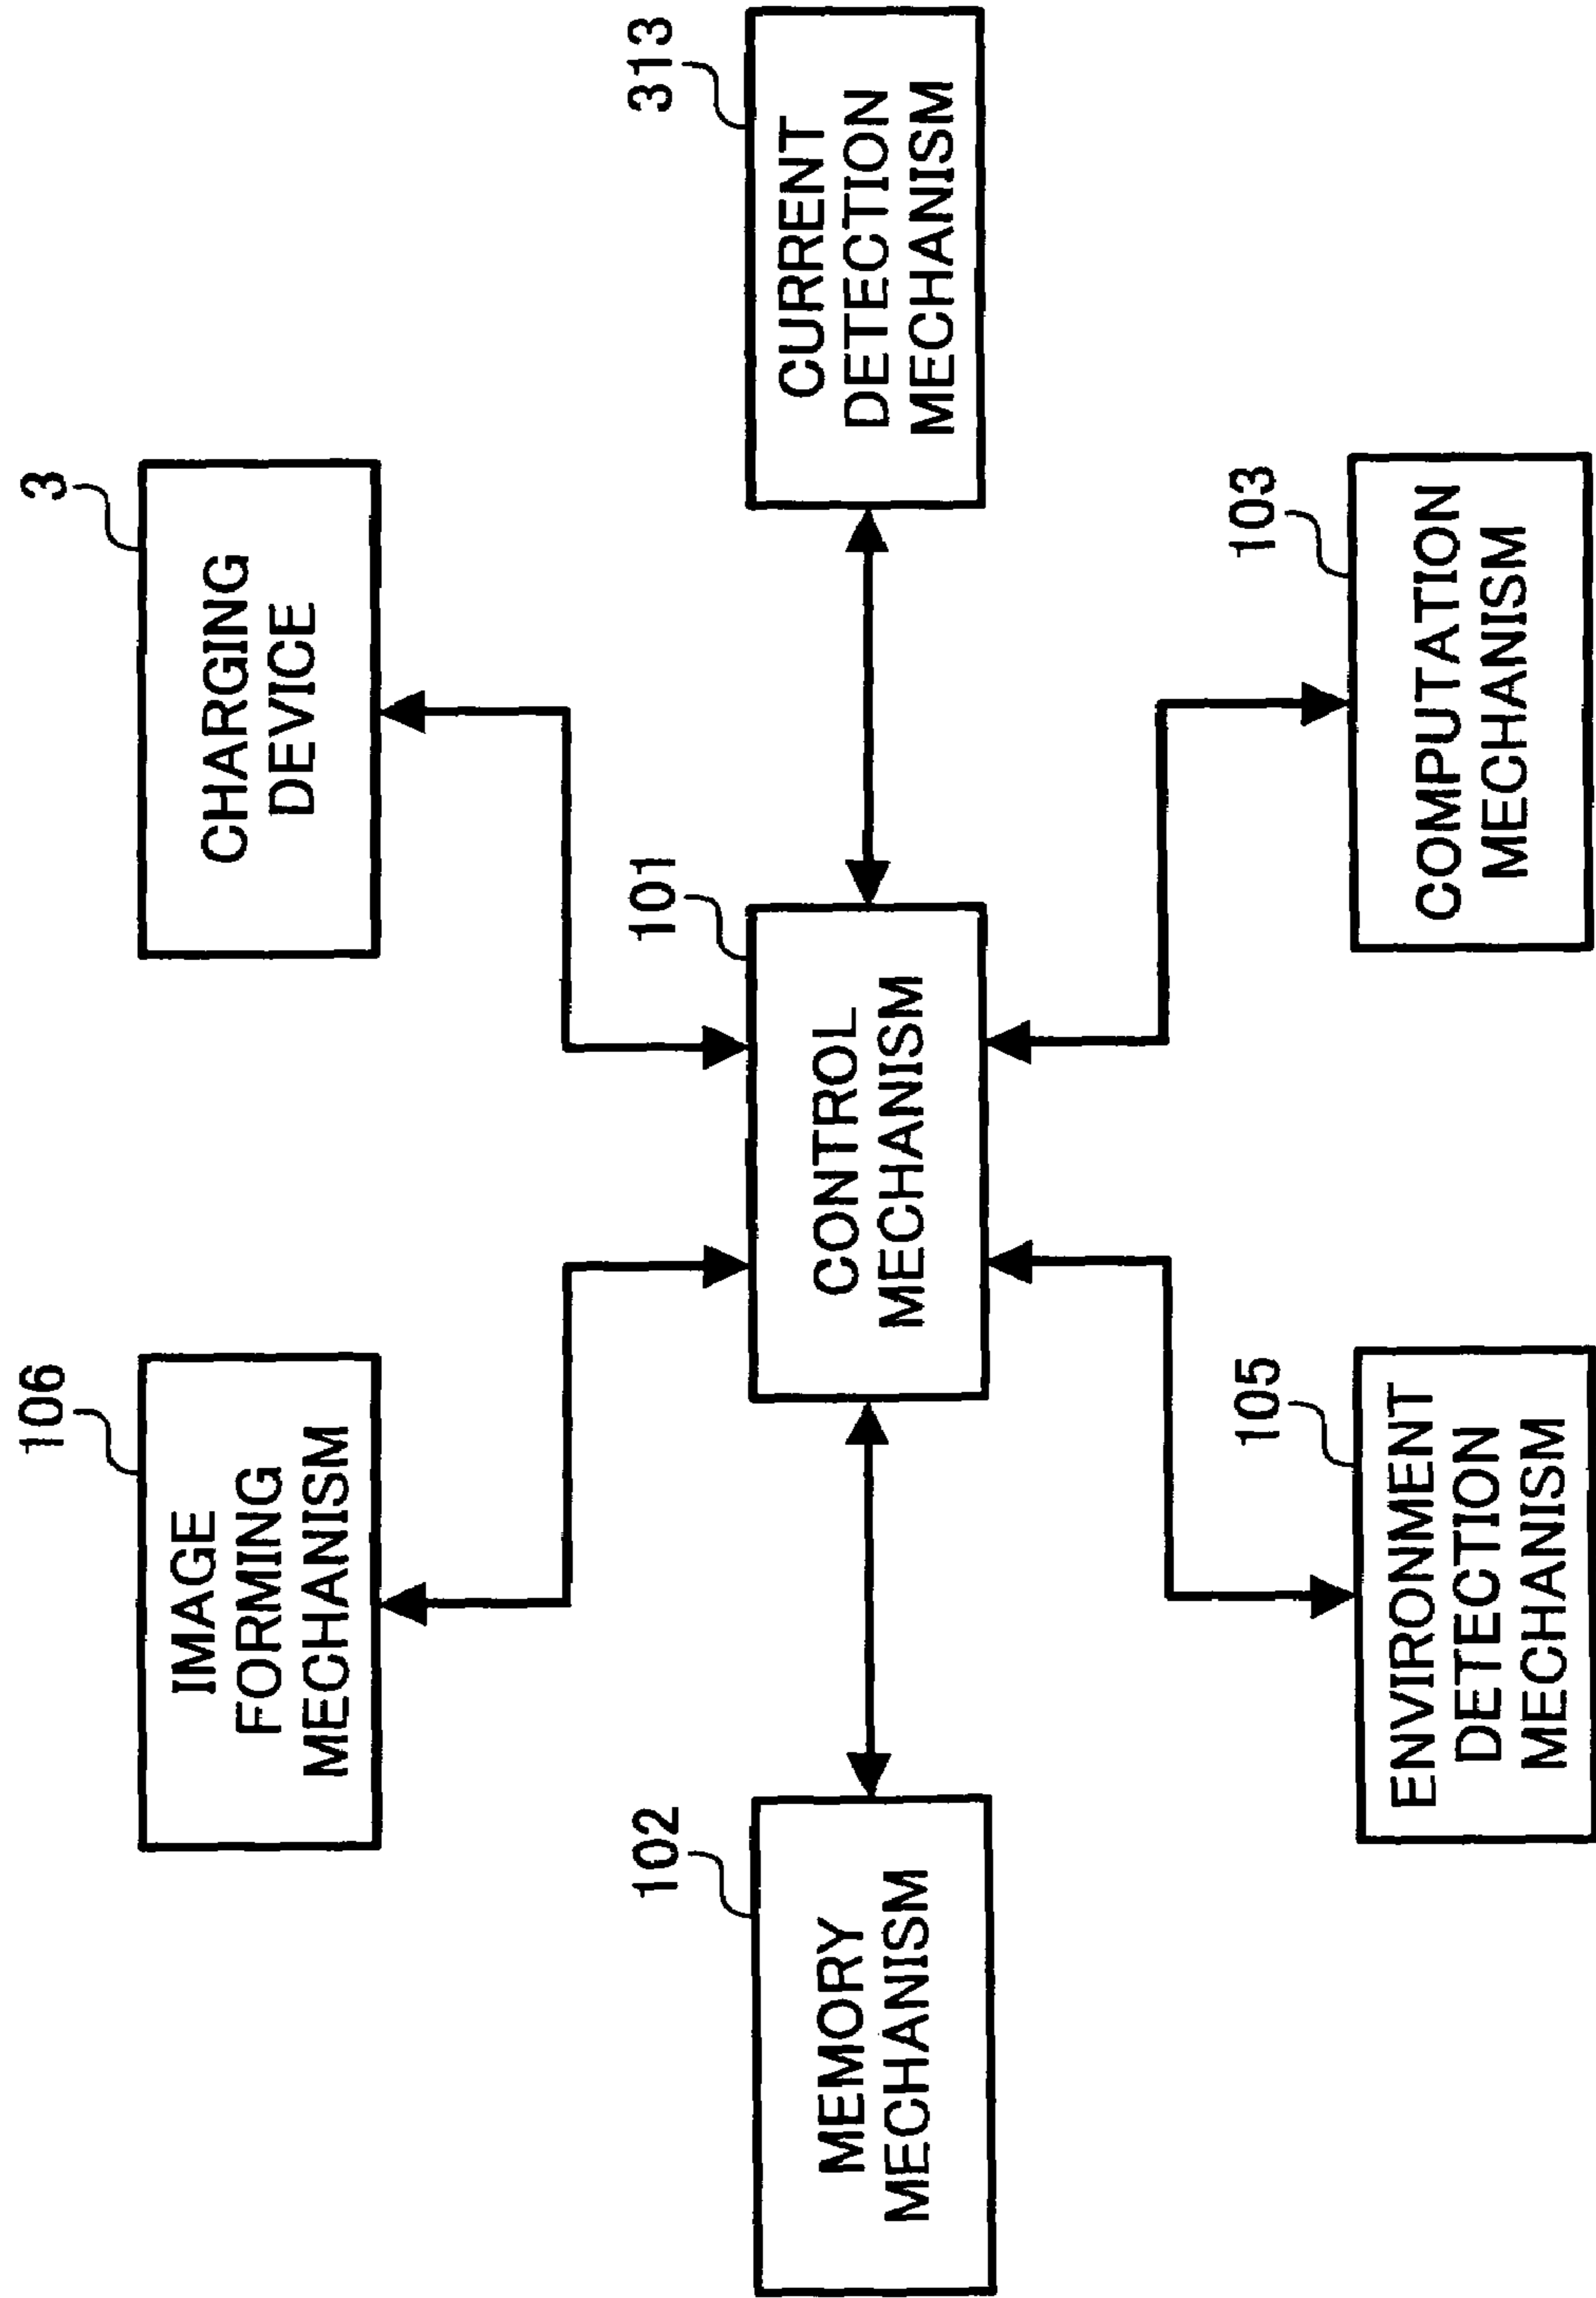 106
IMAGE
FORMING
MECHANISM
3
CHARGING
DEVICE
102
MEMORY
MECHANISM
101
CONTROL
MECHANISM
313
CURRENT
DETECTION
MECHANISM
105
ENVIRONMENT
DETECTION
MECHANISM
103
COMPUTATION
MECHANISM